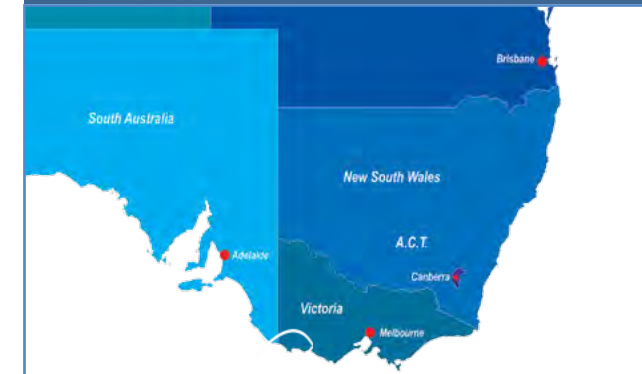 Brisbane
South Australia
New South Wales
A.C.T.
Adelaide
Canberra
Victoria
Melbourne